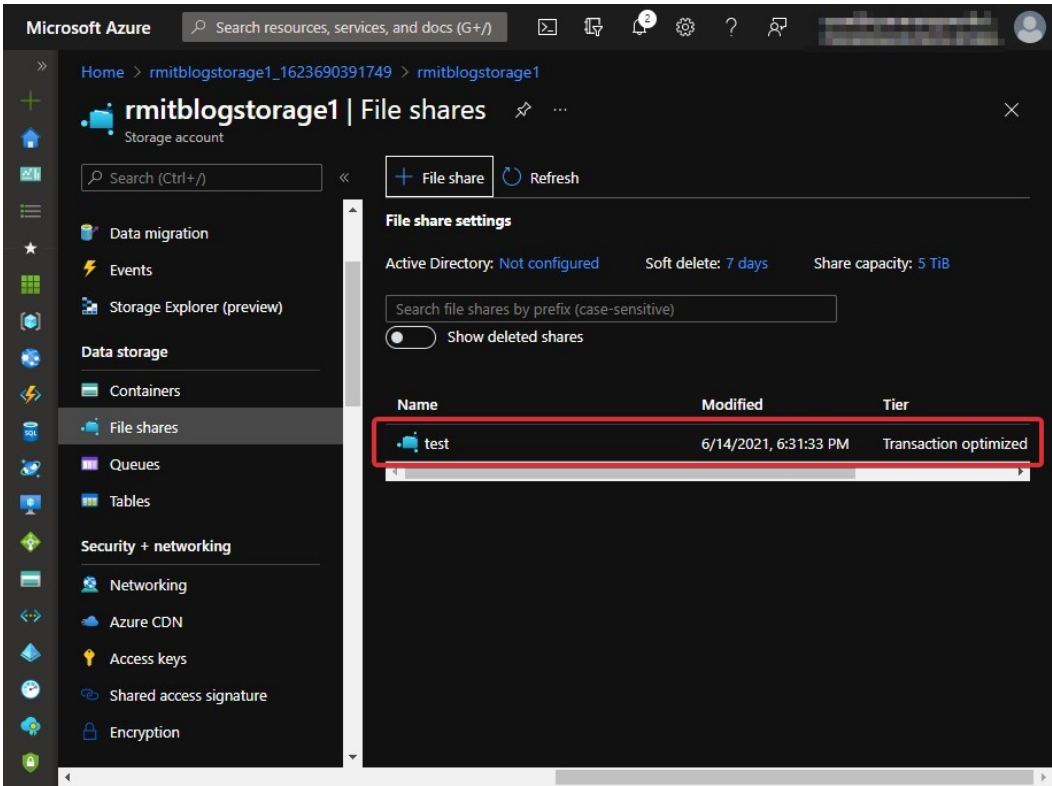 Microsoft Azure
Search resources, services, and docs (G+/)
2
Home > rmitblogstorage1_1623690391749 > rmitblogstorage1
rmitblogstorage1 | File shares
Storage account
Search (Ctrl+/)
Data migration
Events
Storage Explorer (preview)
Data storage
Containers
File shares
Queues
Tables
Security + networking
Networking
Azure CDN
Access keys
Shared access signature
Encryption
File share
Refresh
File share settings
Active Directory: Not configured Soft delete: 7 days Share capacity: 5 TiB
Search file shares by prefix (case-sensitive)
Show deleted shares
Name Modified Tier
test 6/14/2021, 6:31:33 PM Transaction optimized
SQL